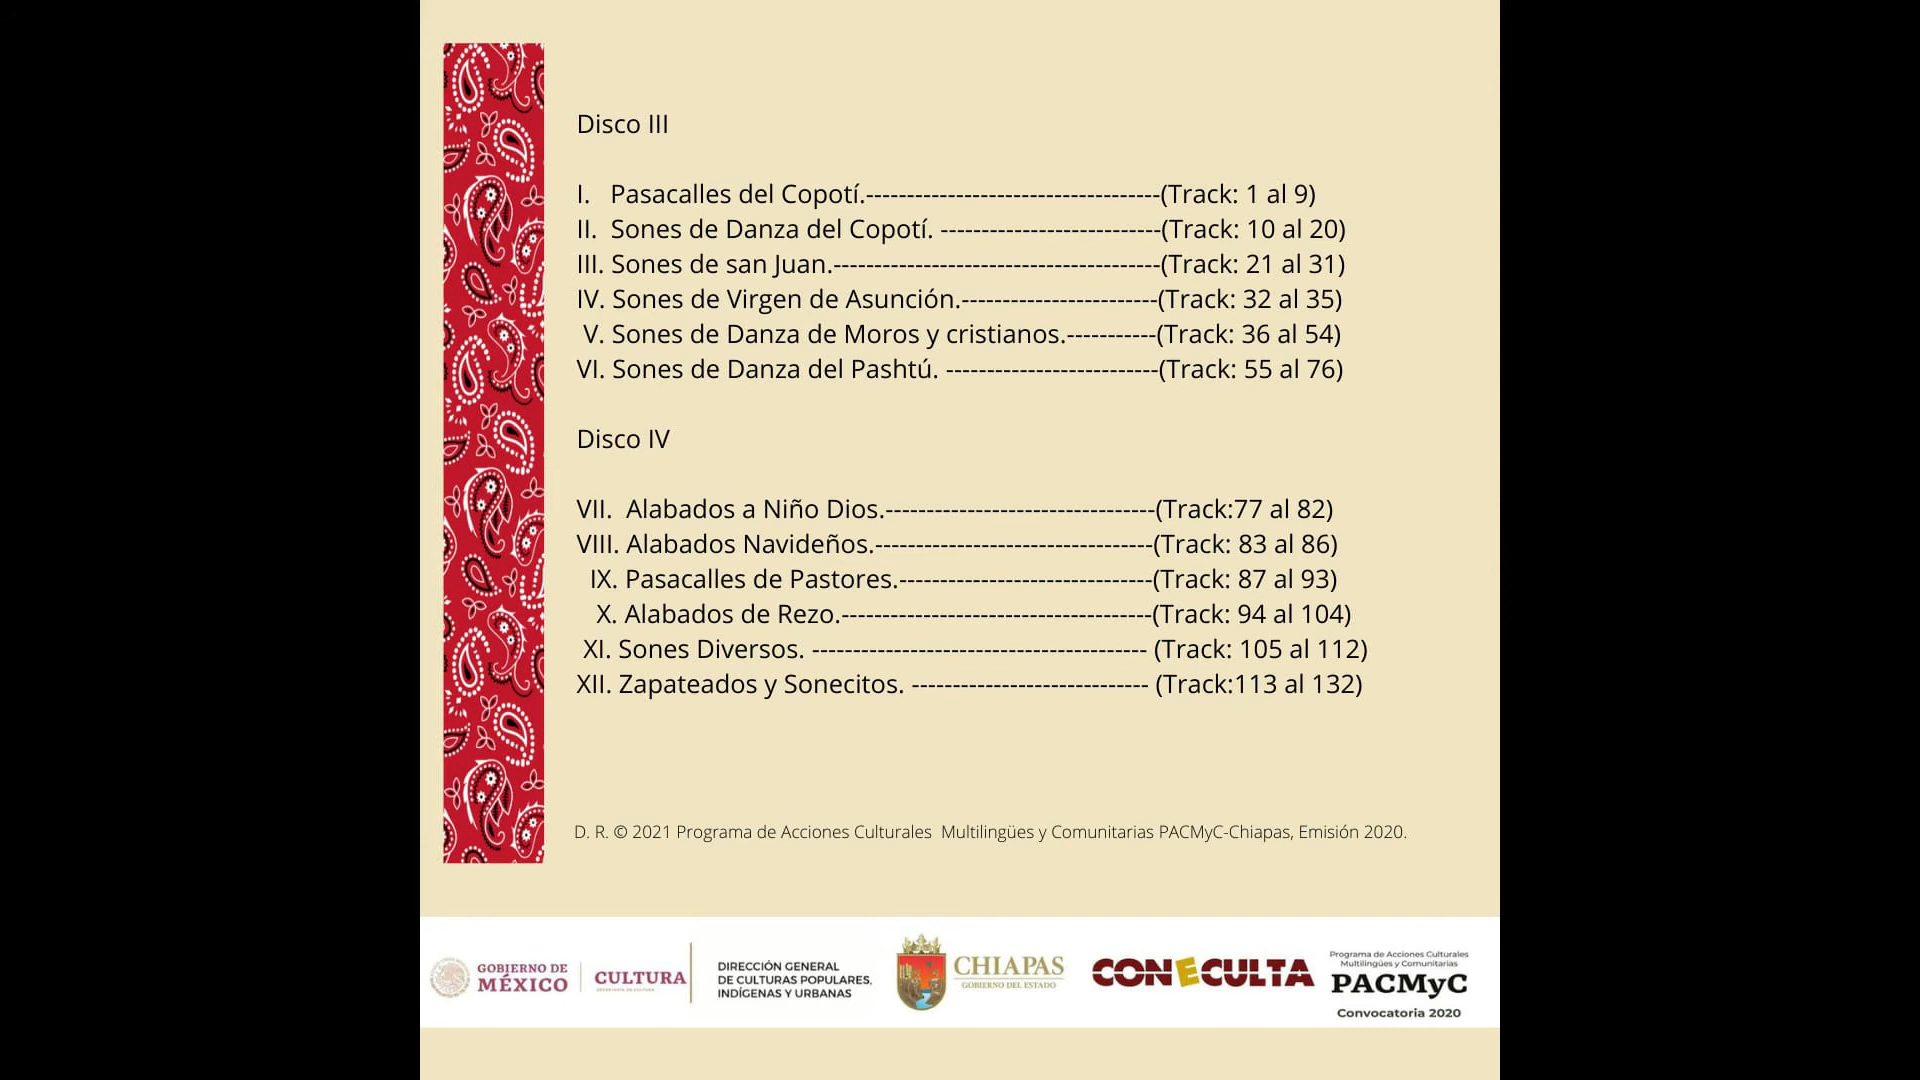 Disco III
I. Pasacalles del Copotí.------------------------------------(Track: 1 al 9)
II. Sones de Danza del Copotí. ---------------------------(Track: 10 al 20)
III. Sones de san Juan.----------------------------------------(Track: 21 al 31)
IV. Sones de Virgen de Asunción.------------------------(Track: 32 al 35)
V. Sones de Danza de Moros y cristianos.-----------(Track: 36 al 54)
VI. Sones de Danza del Pashtú. --------------------------(Track: 55 al 76)
Disco IV
VII. Alabados a Niño Dios.---------------------------------(Track:77 al 82)
VIII. Alabados Navideños.----------------------------------(Track: 83 al 86)
IX. Pasacalles de Pastores.-------------------------------(Track: 87 al 93)
X. Alabados de Rezo.--------------------------------------(Track: 94 al 104)
XI. Sones Diversos. ----------------------------------------- (Track: 105 al 112)
XII. Zapateados y Sonecitos. ----------------------------- (Track:113 al 132)
D. R. © 2021 Programa de Acciones Culturales Multilingües y Comunitarias PACMyC-Chiapas, Emisión 2020.
GOBIERNO DE
MÉXICO
CULTURA
SECRETARÍA DE CULTURA
DIRECCIÓN GENERAL
DE CULTURAS POPULARES,
INDÍGENAS Y URBANAS
CHIAPAS
GOBIERNO DEL ESTADO
CONECULTA
Programa de Acciones Culturales
Multilingües y Comunitarias
PACMyC
Convocatoria 2020